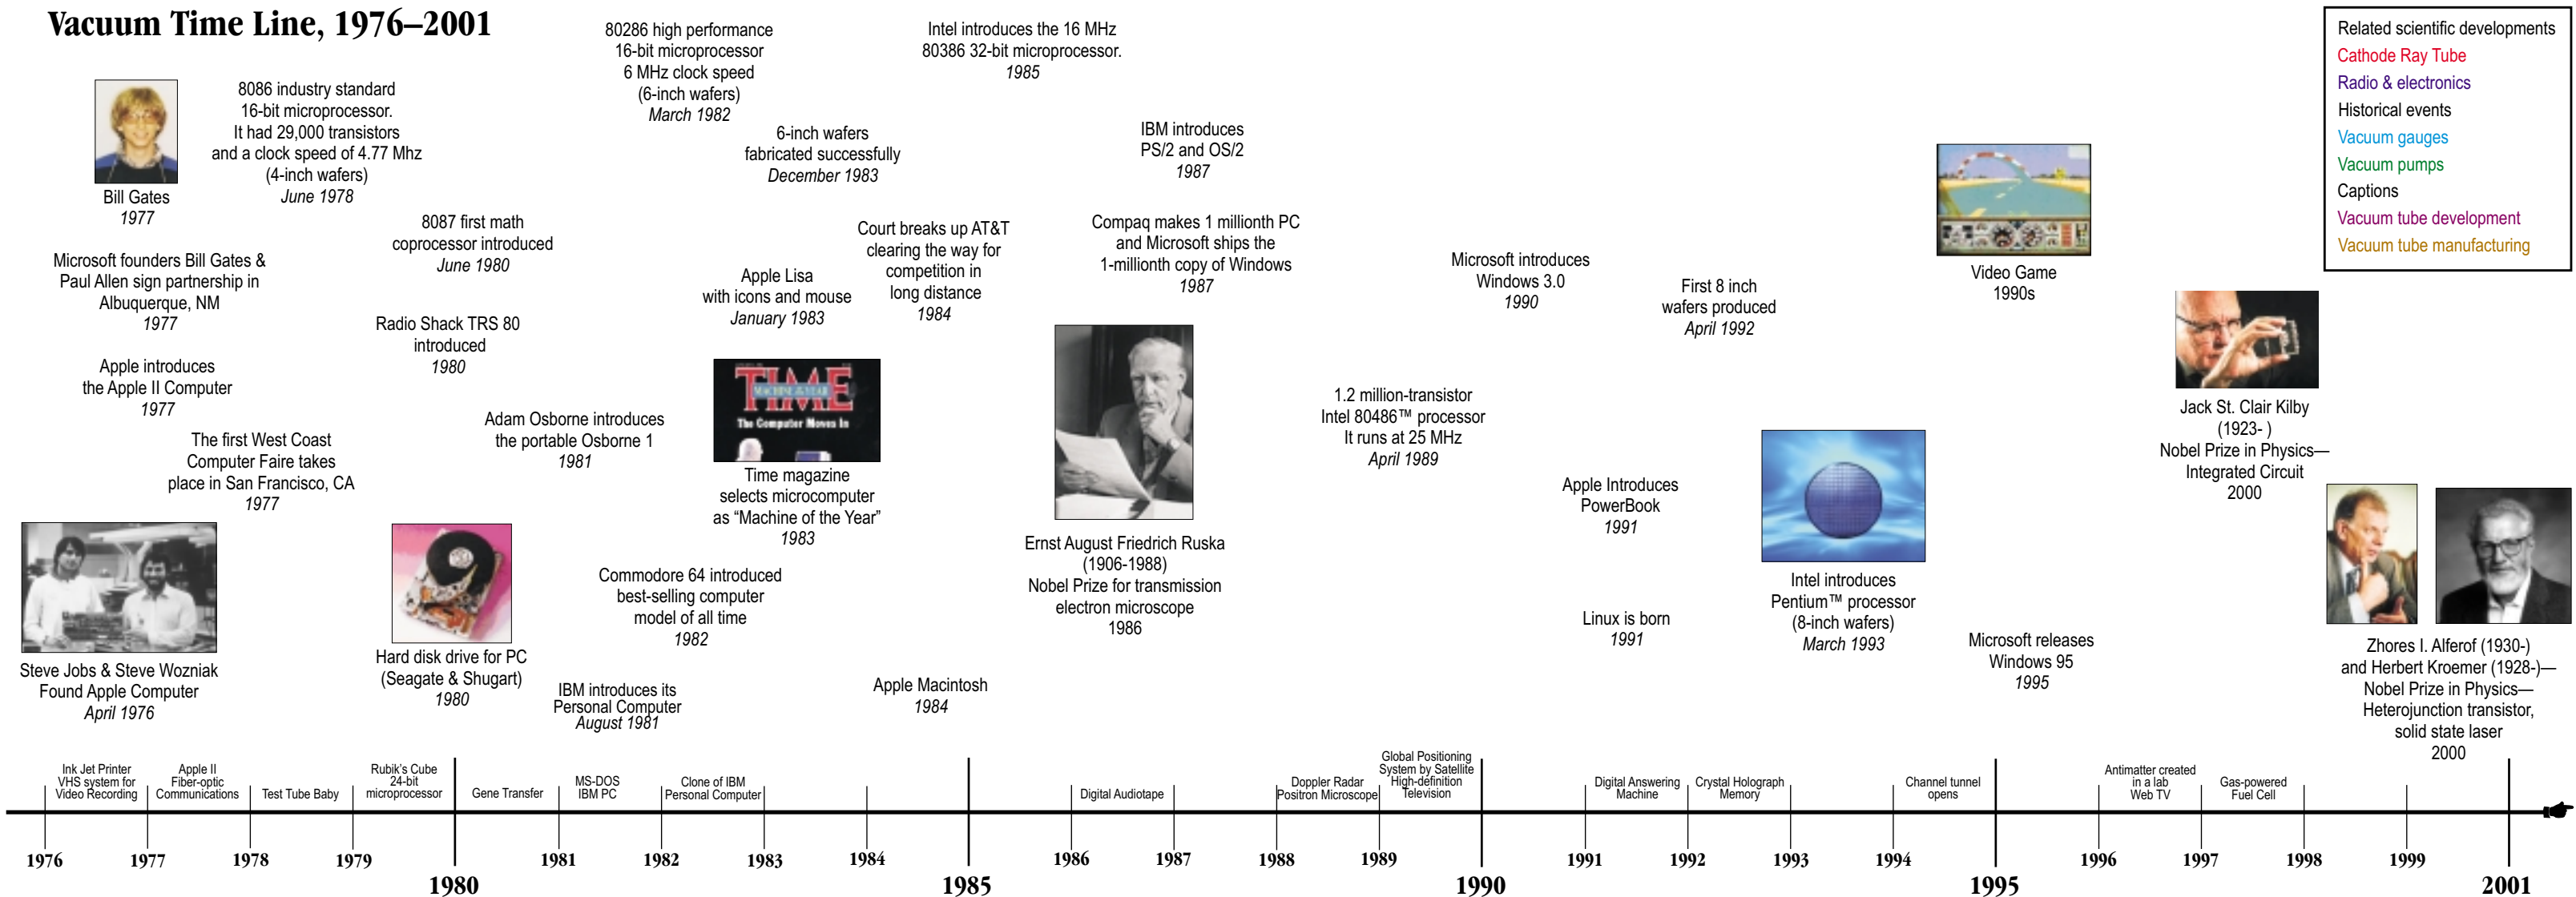 Vacuum Time Line, 1976–2001
Bill Gates
1977
8086 industry standard
16-bit microprocessor.
It had 29,000 transistors
and a clock speed of 4.77 Mhz
(4-inch wafers)
June 1978
80286 high performance
16-bit microprocessor
6 MHz clock speed
(6-inch wafers)
March 1982
Intel introduces the 16 MHz
80386 32-bit microprocessor.
1985
6-inch wafers
fabricated successfully
December 1983
IBM introduces
PS/2 and OS/2
1987
Related scientific developments
Cathode Ray Tube
Radio & electronics
Historical events
Vacuum gauges
Vacuum pumps
Captions
Vacuum tube development
Vacuum tube manufacturing
Microsoft founders Bill Gates &
Paul Allen sign partnership in
Albuquerque, NM
1977
8087 first math
coprocessor introduced
June 1980
Apple Lisa
with icons and mouse
January 1983
Court breaks up AT&T
clearing the way for
competition in
long distance
1984
Compaq makes 1 millionth PC
and Microsoft ships the
1-millionth copy of Windows
1987
Microsoft introduces
Windows 3.0
1990
First 8 inch
wafers produced
April 1992
Video Game
1990s
Apple introduces
the Apple II Computer
1977
Radio Shack TRS 80
introduced
1980
The first West Coast
Computer Faire takes
place in San Francisco, CA
1977
Adam Osborne introduces
the portable Osborne 1
1981
TIME
MACHINE OF THE YEAR
The Computer Moves In
Time magazine
selects microcomputer
as “Machine of the Year”
1983
Ernst August Friedrich Ruska
(1906-1988)
Nobel Prize for transmission
electron microscope
1986
1.2 million-transistor
Intel 80486™ processor
It runs at 25 MHz
April 1989
Apple Introduces
PowerBook
1991
Jack St. Clair Kilby
(1923- )
Nobel Prize in Physics—
Integrated Circuit
2000
Steve Jobs & Steve Wozniak
Found Apple Computer
April 1976
Hard disk drive for PC
(Seagate & Shugart)
1980
Commodore 64 introduced
best-selling computer
model of all time
1982
IBM introduces its
Personal Computer
August 1981
Apple Macintosh
1984
Linux is born
1991
Intel introduces
Pentium™ processor
(8-inch wafers)
March 1993
Microsoft releases
Windows 95
1995
Zhores I. Alferof (1930-)
and Herbert Kroemer (1928-)—
Nobel Prize in Physics—
Heterojunction transistor,
solid state laser
2000
Ink Jet Printer
VHS system for
Video Recording
Apple II
Fiber-optic
Communications
Test Tube Baby
Rubik's Cube
24-bit
microprocessor
Gene Transfer
MS-DOS
IBM PC
Clone of IBM
Personal Computer
Digital Audiotape
Doppler Radar
Positron Microscope
Global Positioning
System by Satellite
High-definition
Television
Digital Answering
Machine
Crystal Holograph
Memory
Channel tunnel
opens
Antimatter created
in a lab
Web TV
Gas-powered
Fuel Cell
1976
1977
1978
1979
1980
1981
1982
1983
1984
1985
1986
1987
1988
1989
1990
1991
1992
1993
1994
1995
1996
1997
1998
1999
2001